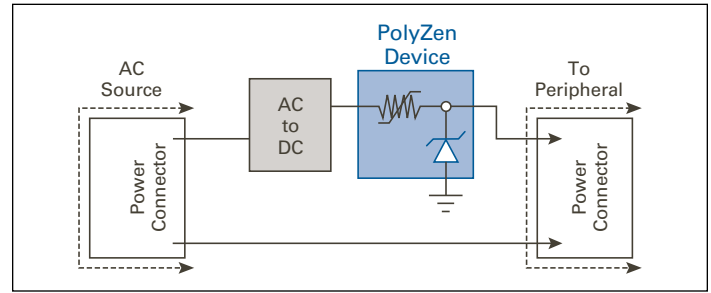 PolyZen
Device
AC
Source
To
Peripheral
AC
to
DC
Power
Connector
Power
Connector